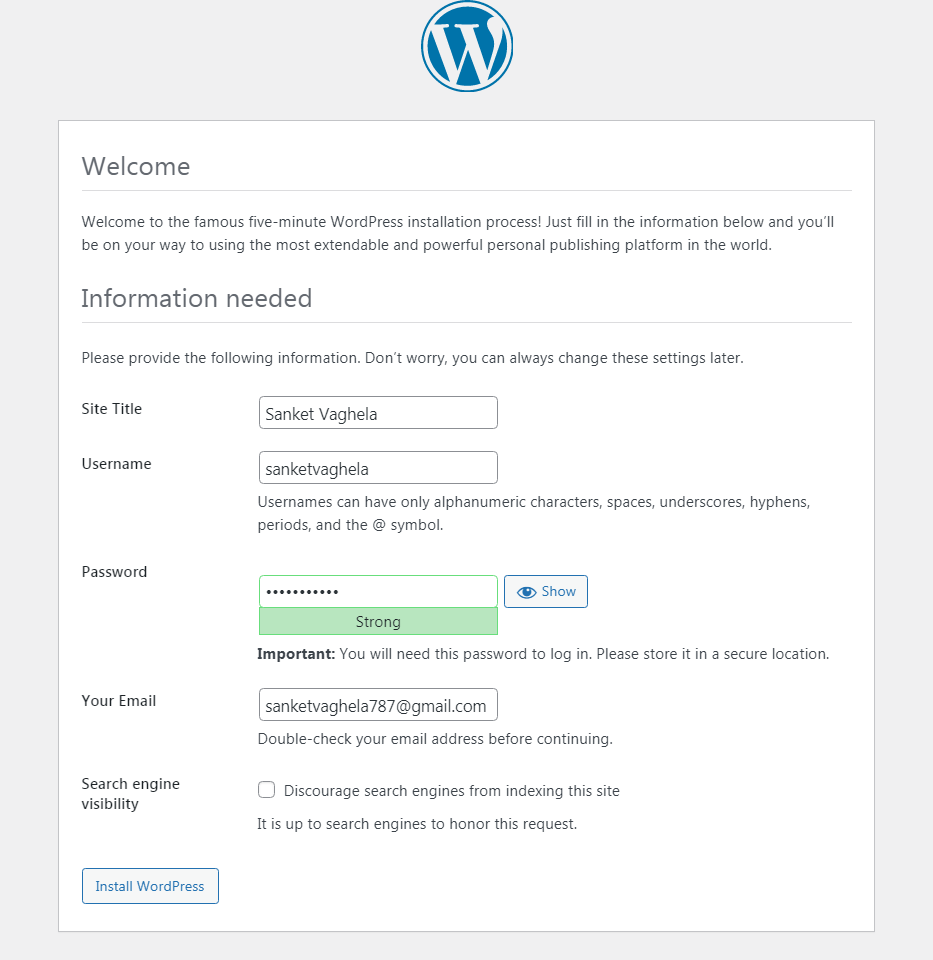 Welcome
Welcome to the famous five-minute WordPress installation process! Just fill in the information below and you’ll
be on your way to using the most extendable and powerful personal publishing platform in the world.
Information needed
Please provide the following information. Don’t worry, you can always change these settings later.
Site Title
Sanket Vaghela
Username
sanketvaghela
Usernames can have only alphanumeric characters, spaces, underscores, hyphens,
periods, and the @ symbol.
Password
•••••••••••
Show
Strong
Important: You will need this password to log in. Please store it in a secure location.
Your Email
sanketvaghela787@gmail.com
Double-check your email address before continuing.
Search engine
visibility
Discourage search engines from indexing this site
It is up to search engines to honor this request.
Install WordPress